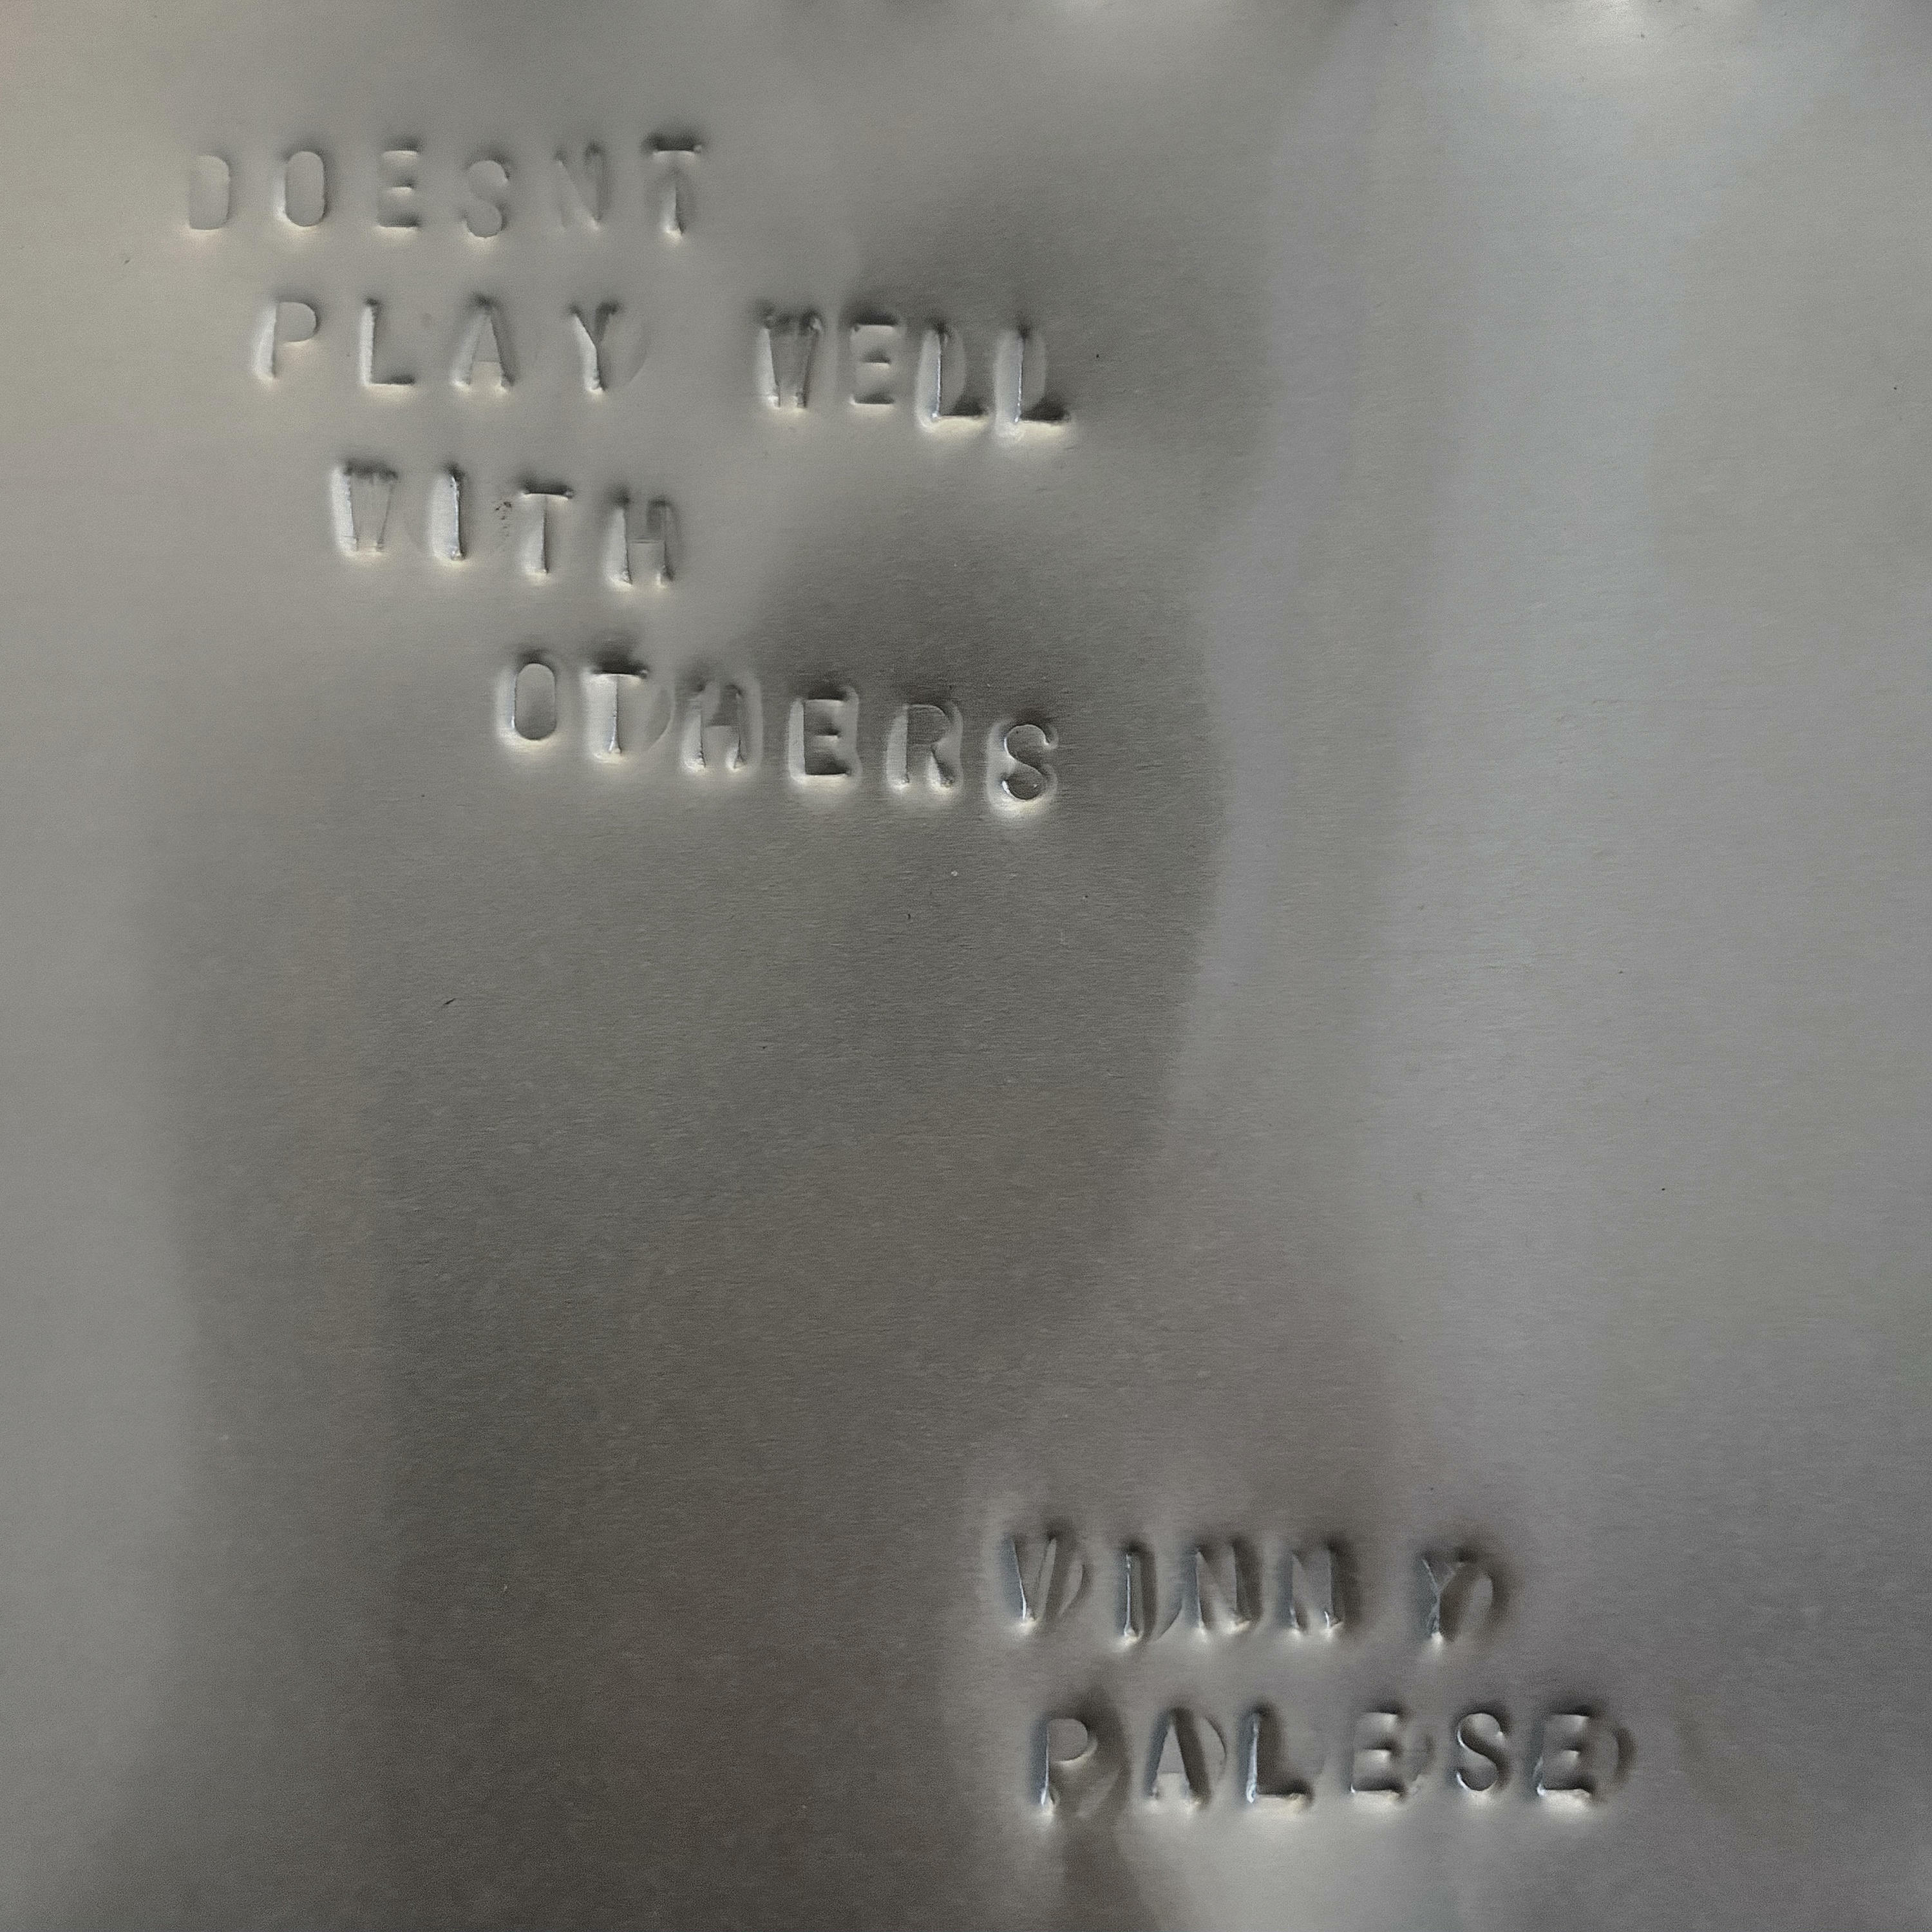 DOESNT
PLAY WELL
WITH
OTHERS
VINNY
PALESE